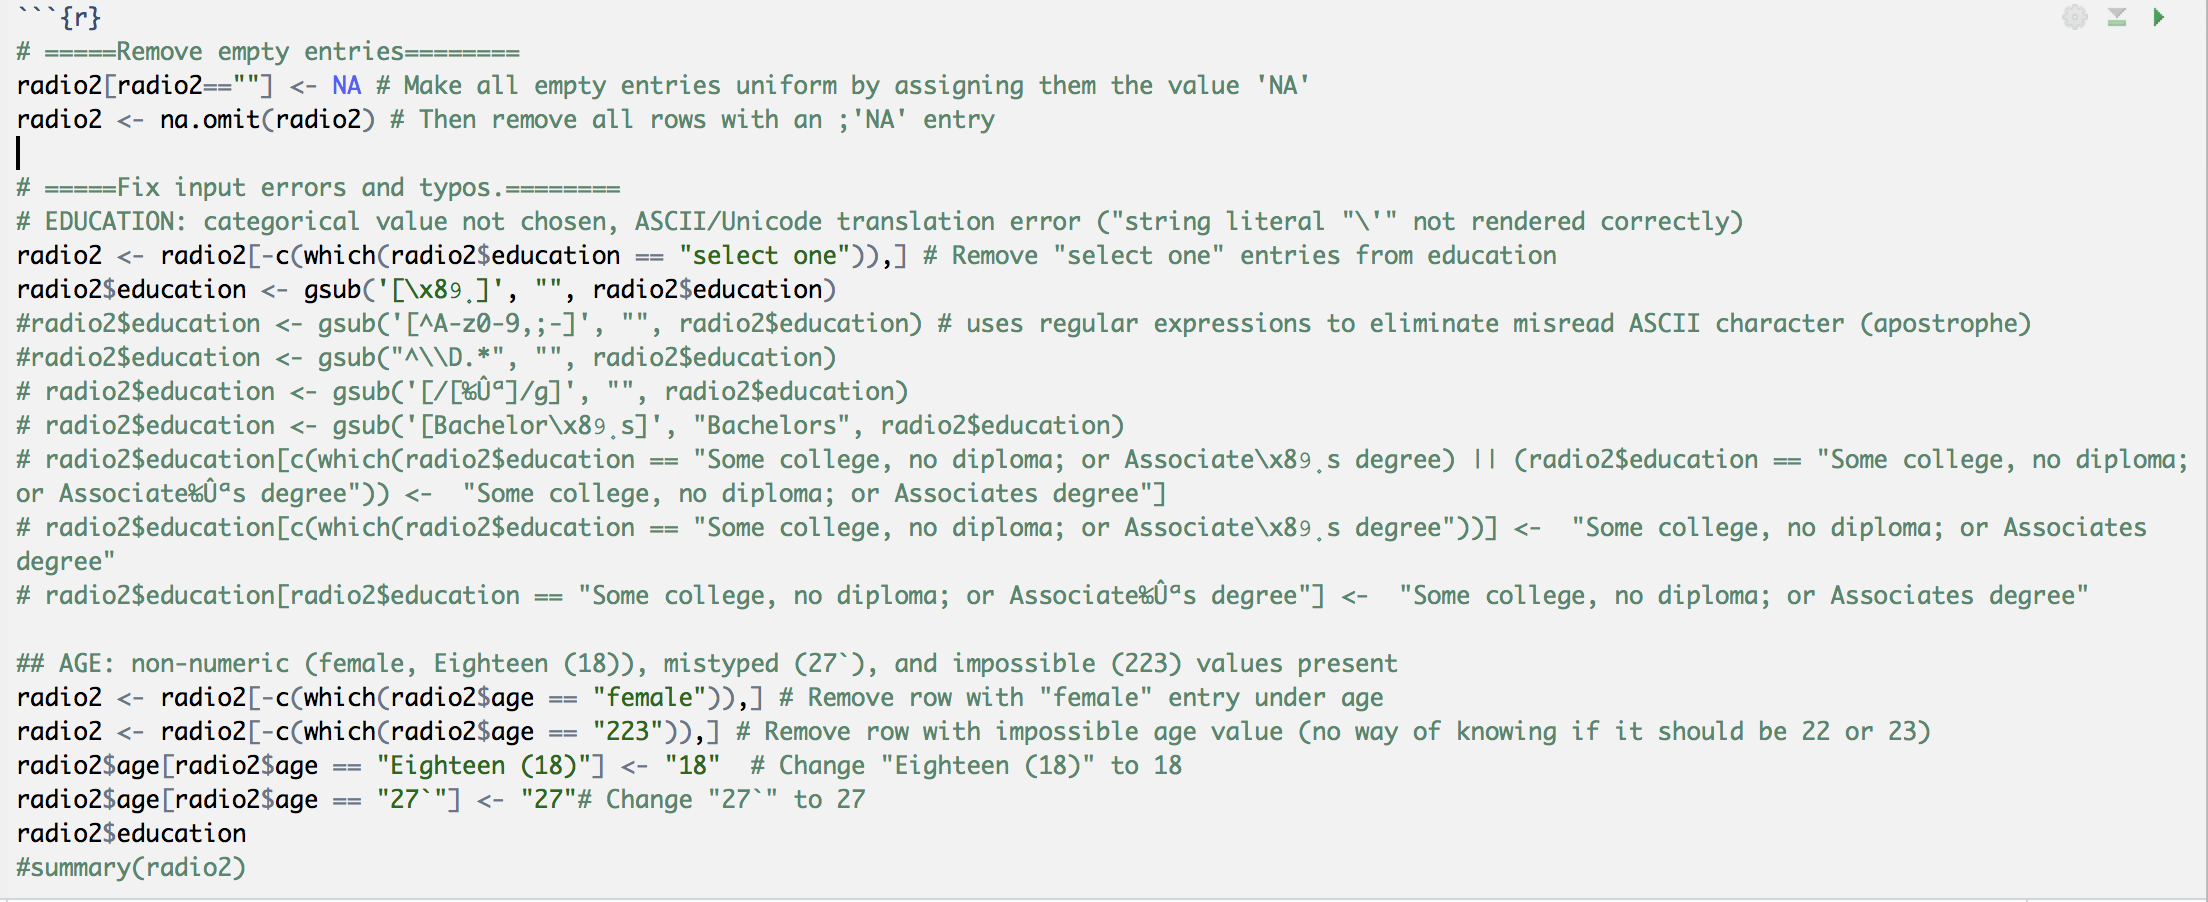 ```{r}
# =====Remove empty entries========
radio2[radio2==""] <- NA # Make all empty entries uniform by assigning them the value 'NA'
radio2 <- na.omit(radio2) # Then remove all rows with an ;'NA' entry
# =====Fix input errors and typos.========
# EDUCATION: categorical value not chosen, ASCII/Unicode translation error ("string literal "\'" not rendered correctly)
radio2 <- radio2[-c(which(radio2$education == "select one")),] # Remove "select one" entries from education
radio2$education <- gsub('[\x89¸]', "", radio2$education)
#radio2$education <- gsub('[^A-z0-9,;-]', "", radio2$education) # uses regular expressions to eliminate misread ASCII character (apostrophe)
#radio2$education <- gsub("^\\D.*", "", radio2$education)
# radio2$education <- gsub('[/[‰Ûª]/g]', "", radio2$education)
# radio2$education <- gsub('[Bachelor\x89¸s]', "Bachelors", radio2$education)
# radio2$education[c(which(radio2$education == "Some college, no diploma; or Associate\x89¸s degree) || (radio2$education == "Some college, no diploma;
or Associate‰Ûªs degree")) <-  "Some college, no diploma; or Associates degree"]
# radio2$education[c(which(radio2$education == "Some college, no diploma; or Associate\x89¸s degree"))] <-  "Some college, no diploma; or Associates
degree"
# radio2$education[radio2$education == "Some college, no diploma; or Associate‰Ûªs degree"] <-  "Some college, no diploma; or Associates degree"
## AGE: non-numeric (female, Eighteen (18)), mistyped (27`), and impossible (223) values present
radio2 <- radio2[-c(which(radio2$age == "female")),] # Remove row with "female" entry under age
radio2 <- radio2[-c(which(radio2$age == "223")),] # Remove row with impossible age value (no way of knowing if it should be 22 or 23)
radio2$age[radio2$age == "Eighteen (18)"] <- "18"  # Change "Eighteen (18)" to 18
radio2$age[radio2$age == "27`"] <- "27"# Change "27`" to 27
radio2$education
#summary(radio2)